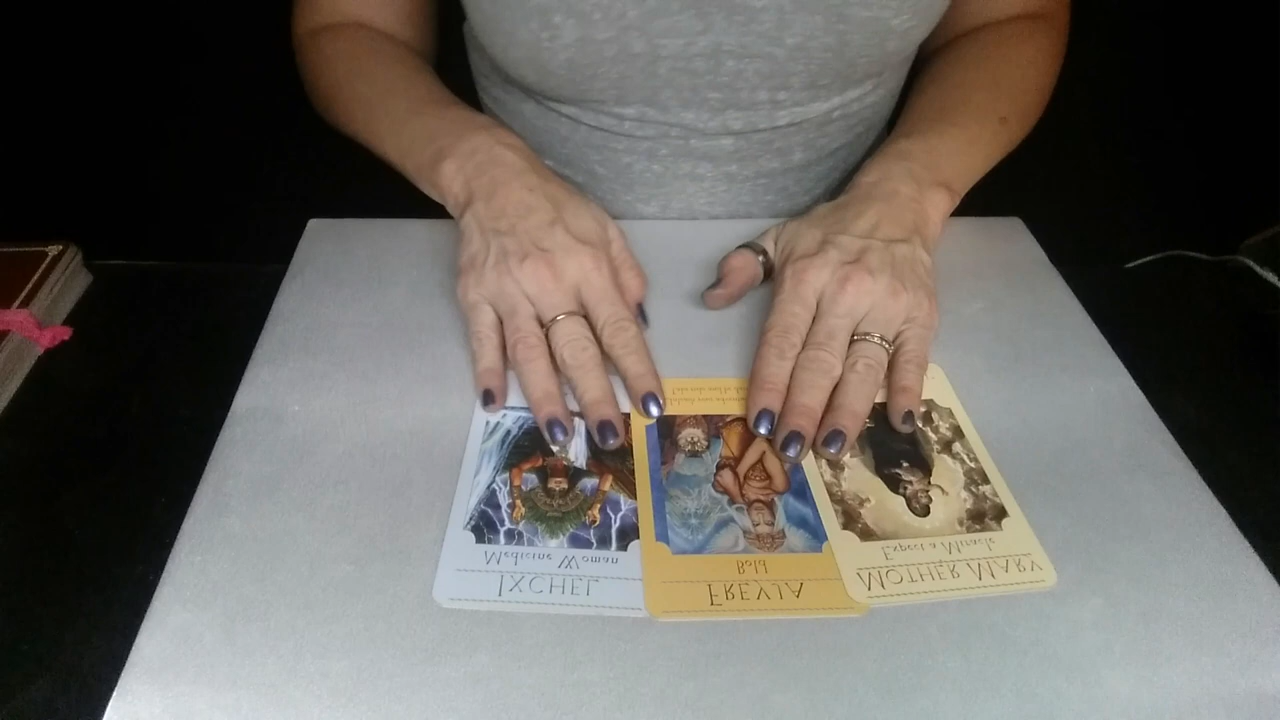 IXCHEL
Medicine Woman
FREYJA
Bold
MOTHER MARY
Expect a Miracle